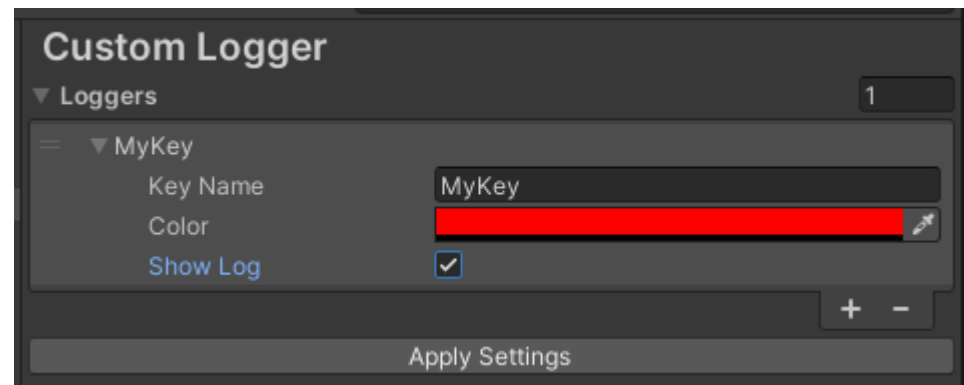 Custom Logger
Loggers 1
MyKey
Key Name MyKey
Color
Show Log
+ -
Apply Settings